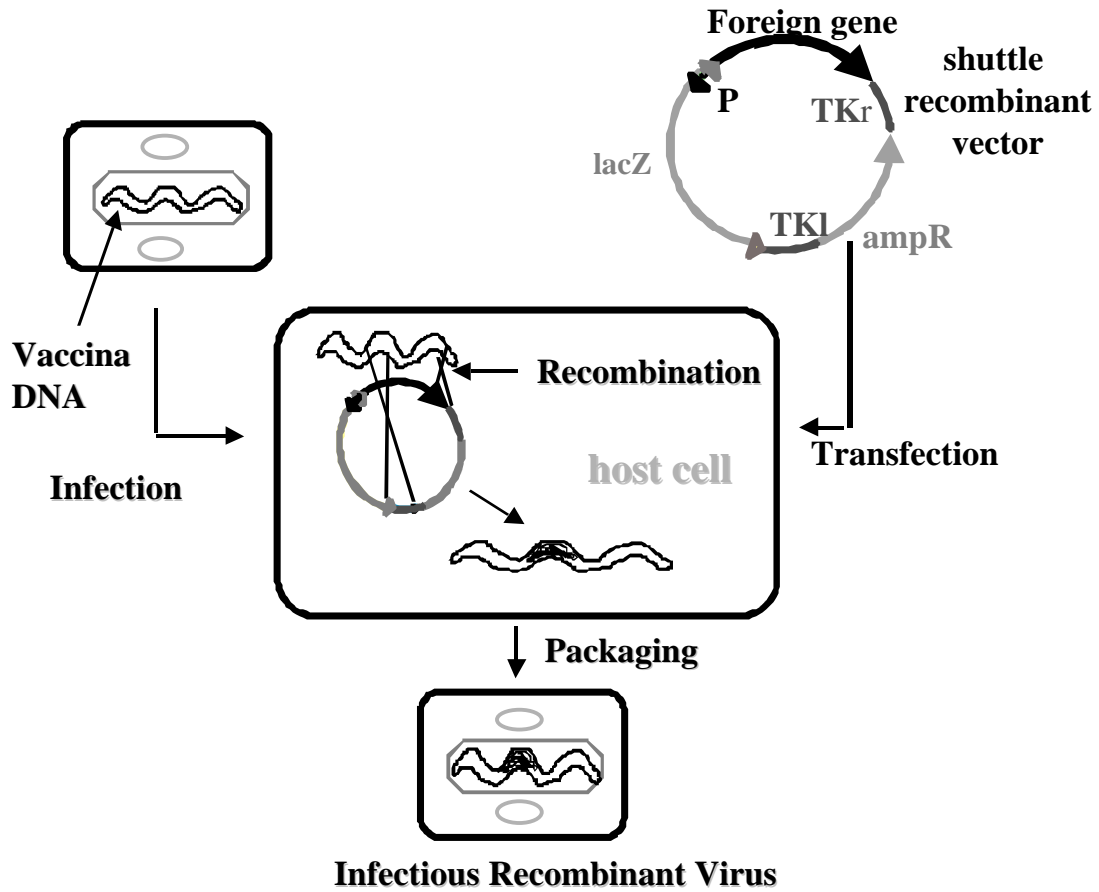 Foreign gene
shuttle
recombinant
vector
P
TKr
lacZ
TKl
ampR
Vaccina
DNA
Recombination
host cell
Infection
Transfection
Packaging
Infectious Recombinant Virus